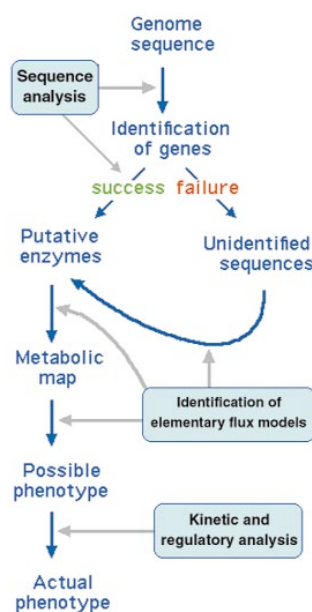 Genome
sequence
Sequence
analysis
Identification
of genes
success failure
Putative
enzymes
Unidentified
sequences
Metabolic
map
Identification of
elementary flux models
Possible
phenotype
Kinetic and
regulatory analysis
Actual
phenotype